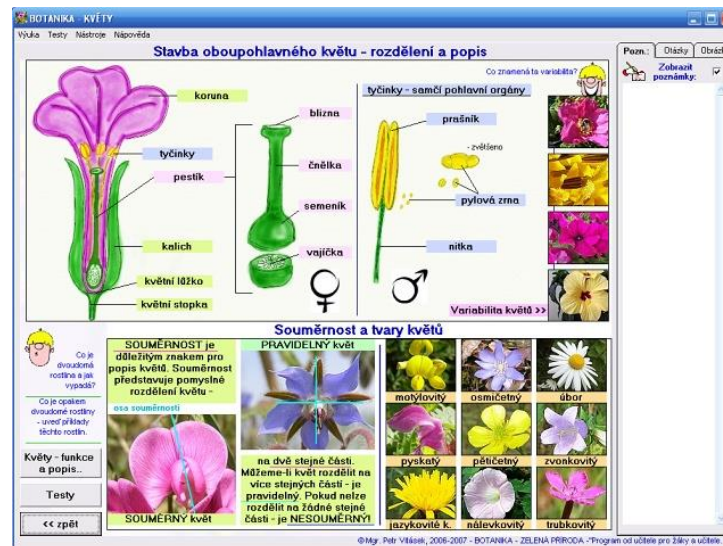 BOTANIKA - KVĚTY
Výuka Testy Nástroje Nápověda
Stavba oboupohlavného květu - rozdělení a popis
Pozn.: Otázky Obrázk
Zobrazit
poznámky:
Co znamená ta variabilita?
koruna
tyčinky
pestík
kalich
květní lůžko
květní stopka
blizna
čnělka
semeník
vajíčka
tyčinky - samčí pohlavní orgány
prašník
- zvětšeno
pylová zrna
nitka
Variabilita květů >>
Souměrnost a tvary květů
Co je
dvoudomá
rostlina a jak
vypadá?
Co je opakem
dvoudomé rostliny
- uveď příklady
těchto rostlin.
Květy - funkce
a popis..
Testy
<< zpět
SOUMĚRNOST je
důležitým znakem pro
popis květů. Souměrnost
představuje pomyslné
rozdělení květu -
osa souměrnosti
SOUMĚRNÝ květ
PRAVIDELNÝ květ
na dvě stejné části.
Můžeme-li květ rozdělit na
více stejných částí - je
pravidelný. Pokud nelze
rozdělit na žádné stejné
části - je NESOUMĚRNÝ!
motýlovitý osmičetný úbor
pyskatý pětičetný zvonkovitý
jazykovité k. nálevkovitý trubkovitý
©Mgr. Petr Vitásek, 2006-2007 - BOTANIKA - ZELENÁ PŘÍRODA -"Program od učitele pro žáky a učitele